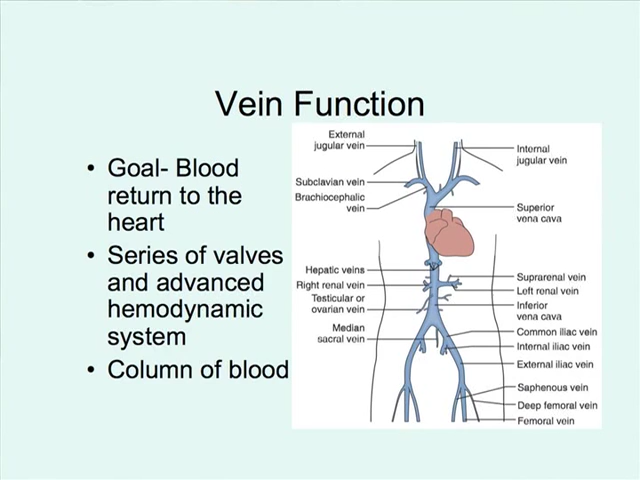 Vein Function
• Goal- Blood
return to the
heart
• Series of valves
and advanced
hemodynamic
system
• Column of blood
External
jugular vein
Subclavian vein
Brachiocephalic
vein
Hepatic veins
Right renal vein
Testicular or
ovarian vein
Median
sacral vein
Internal
jugular vein
Superior
vena cava
Suprarenal vein
Left renal vein
Inferior
vena cava
Common iliac vein
Internal iliac vein
External iliac vein
Saphenous vein
Deep femoral vein
Femoral vein